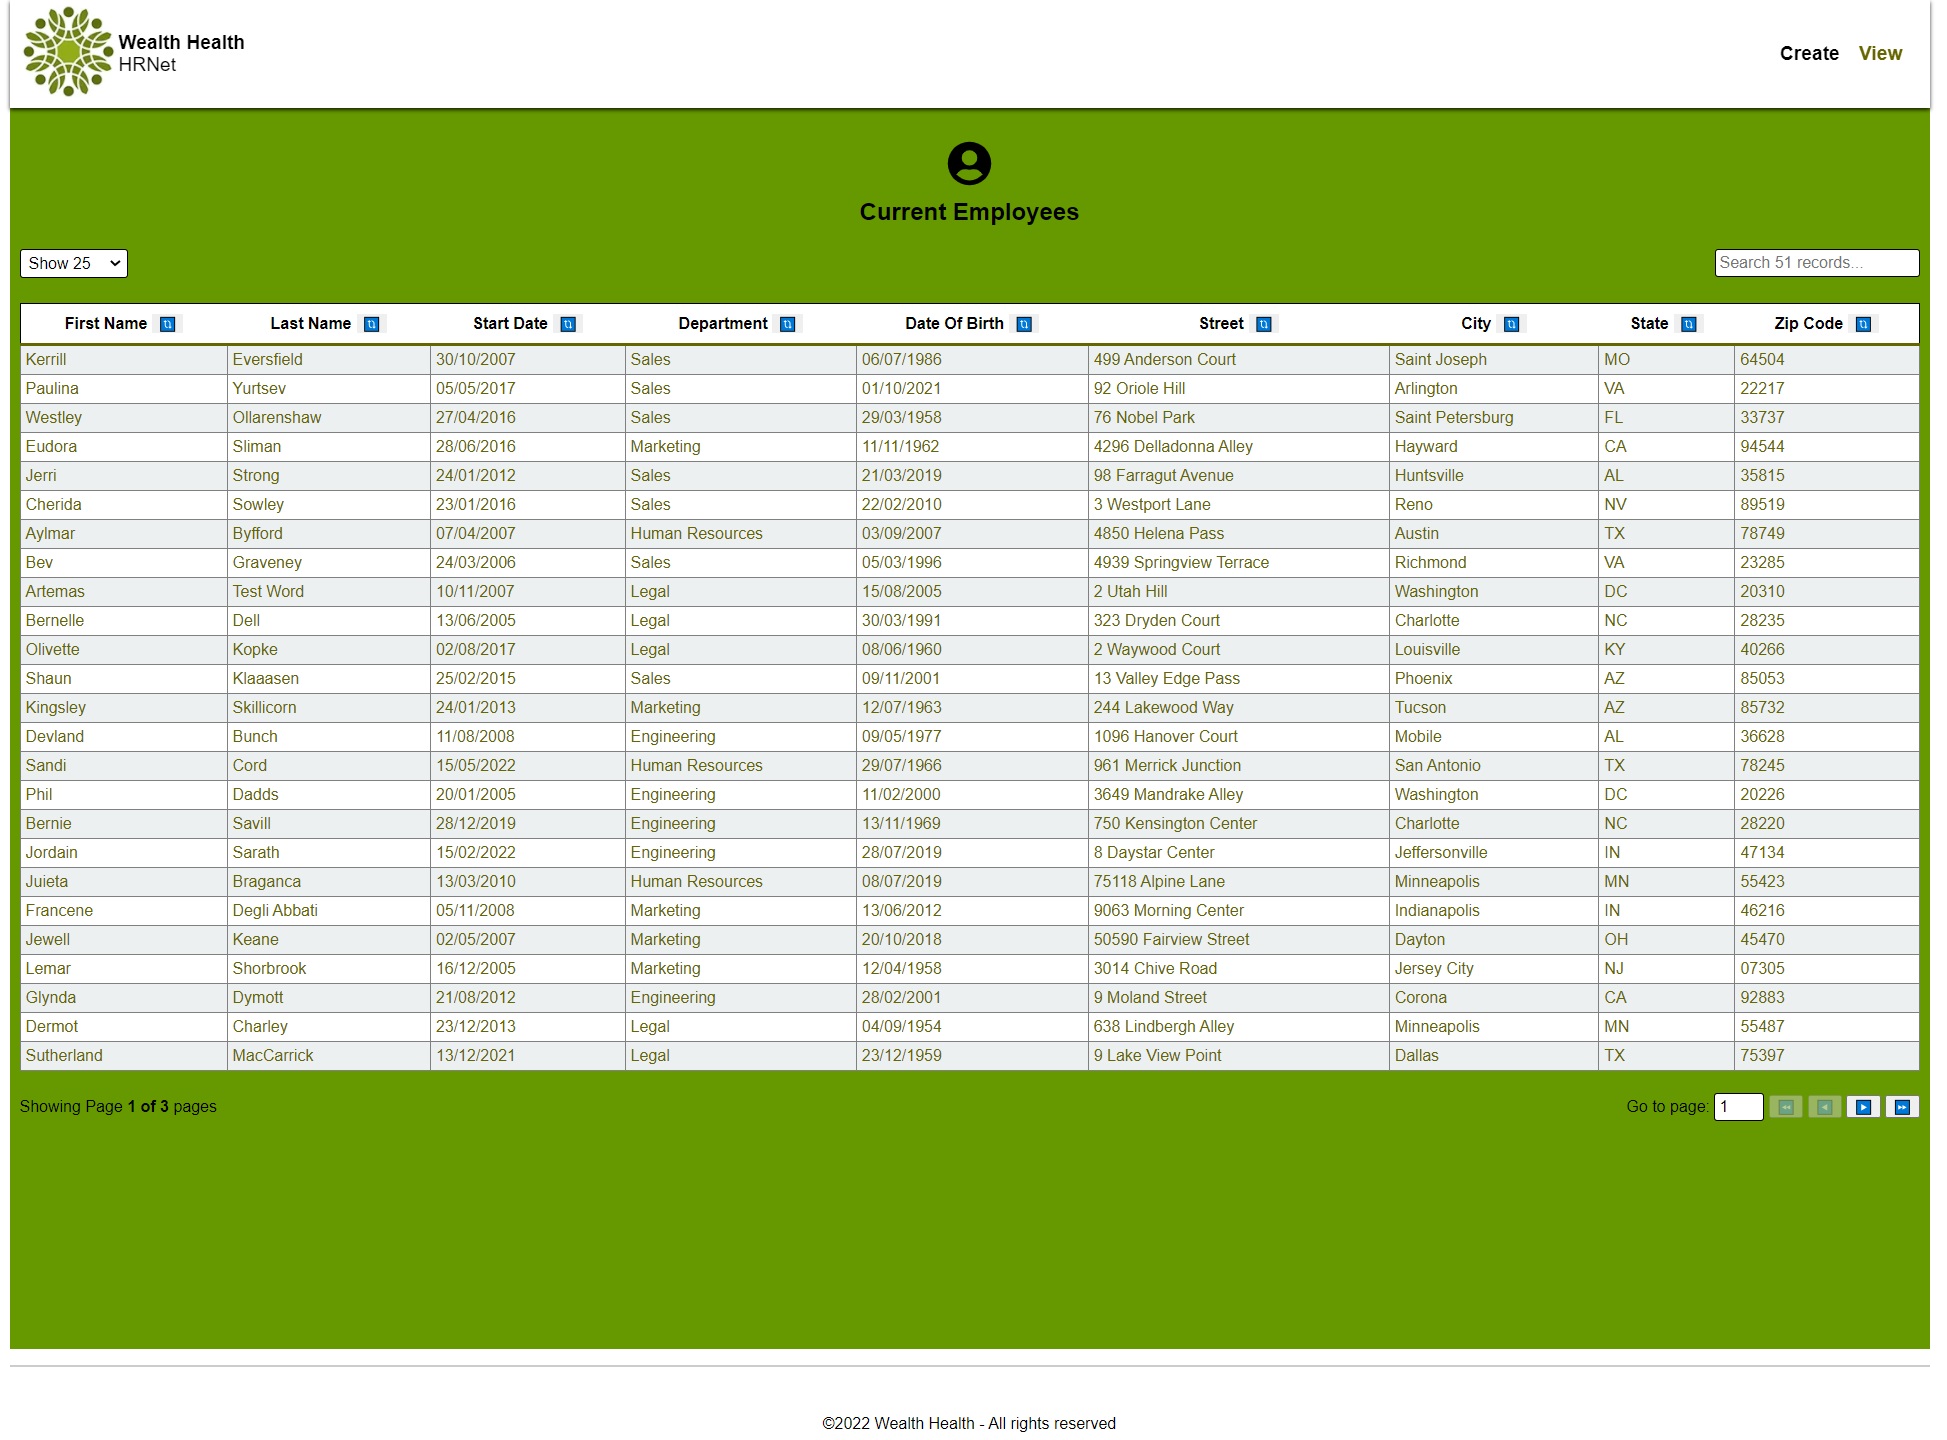 Wealth Health
HRNet
Create View
Current Employees
Show 25
Search 51 records...
First Name Last Name Start Date Department Date Of Birth Street City State Zip Code
Kerrill Eversfield 30/10/2007 Sales 06/07/1986 499 Anderson Court Saint Joseph MO 64504
Paulina Yurtsev 05/05/2017 Sales 01/10/2021 92 Oriole Hill Arlington VA 22217
Westley Ollarenshaw 27/04/2016 Sales 29/03/1958 76 Nobel Park Saint Petersburg FL 33737
Eudora Sliman 28/06/2016 Marketing 11/11/1962 4296 Delladonna Alley Hayward CA 94544
Jerri Strong 24/01/2012 Sales 21/03/2019 98 Farragut Avenue Huntsville AL 35815
Cherida Sowley 23/01/2016 Sales 22/02/2010 3 Westport Lane Reno NV 89519
Aylmar Byfford 07/04/2007 Human Resources 03/09/2007 4850 Helena Pass Austin TX 78749
Bev Graveney 24/03/2006 Sales 05/03/1996 4939 Springview Terrace Richmond VA 23285
Artemas Test Word 10/11/2007 Legal 15/08/2005 2 Utah Hill Washington DC 20310
Bernelle Dell 13/06/2005 Legal 30/03/1991 323 Dryden Court Charlotte NC 28235
Olivette Kopke 02/08/2017 Legal 08/06/1960 2 Waywood Court Louisville KY 40266
Shaun Klaaasen 25/02/2015 Sales 09/11/2001 13 Valley Edge Pass Phoenix AZ 85053
Kingsley Skillicorn 24/01/2013 Marketing 12/07/1963 244 Lakewood Way Tucson AZ 85732
Devland Bunch 11/08/2008 Engineering 09/05/1977 1096 Hanover Court Mobile AL 36628
Sandi Cord 15/05/2022 Human Resources 29/07/1966 961 Merrick Junction San Antonio TX 78245
Phil Dadds 20/01/2005 Engineering 11/02/2000 3649 Mandrake Alley Washington DC 20226
Bernie Savill 28/12/2019 Engineering 13/11/1969 750 Kensington Center Charlotte NC 28220
Jordain Sarath 15/02/2022 Engineering 28/07/2019 8 Daystar Center Jeffersonville IN 47134
Juieta Braganca 13/03/2010 Human Resources 08/07/2019 75118 Alpine Lane Minneapolis MN 55423
Francene Degli Abbati 05/11/2008 Marketing 13/06/2012 9063 Morning Center Indianapolis IN 46216
Jewell Keane 02/05/2007 Marketing 20/10/2018 50590 Fairview Street Dayton OH 45470
Lemar Shorbrook 16/12/2005 Marketing 12/04/1958 3014 Chive Road Jersey City NJ 07305
Glynda Dymott 21/08/2012 Engineering 28/02/2001 9 Moland Street Corona CA 92883
Dermot Charley 23/12/2013 Legal 04/09/1954 638 Lindbergh Alley Minneapolis MN 55487
Sutherland MacCarrick 13/12/2021 Legal 23/12/1959 9 Lake View Point Dallas TX 75397
Showing Page 1 of 3 pages
Go to page: 1
©2022 Wealth Health - All rights reserved